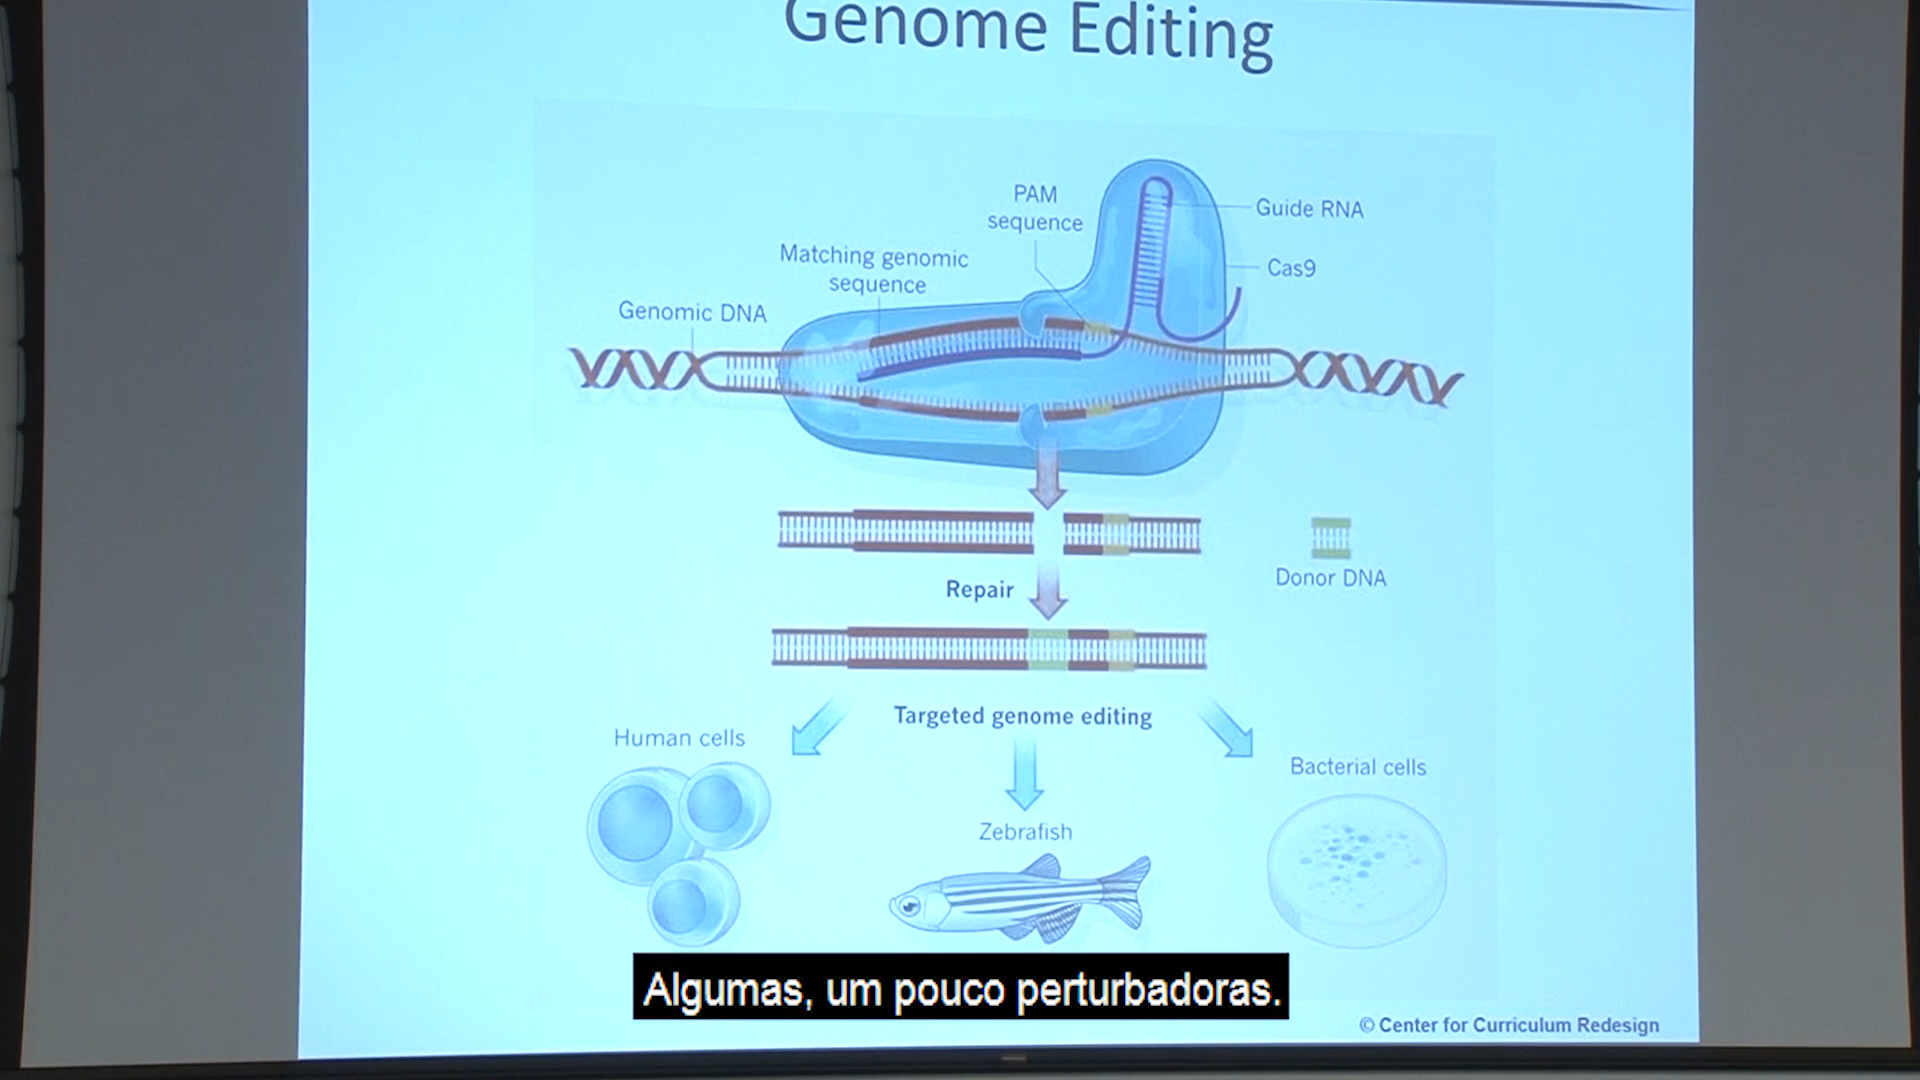 Genome Editing
PAM
sequence
Guide RNA
Matching genomic
sequence
Cas9
Genomic DNA
Repair
Donor DNA
Targeted genome editing
Human cells
Bacterial cells
Zebrafish
Algumas, um pouco perturbadoras.
© Center for Curriculum Redesign